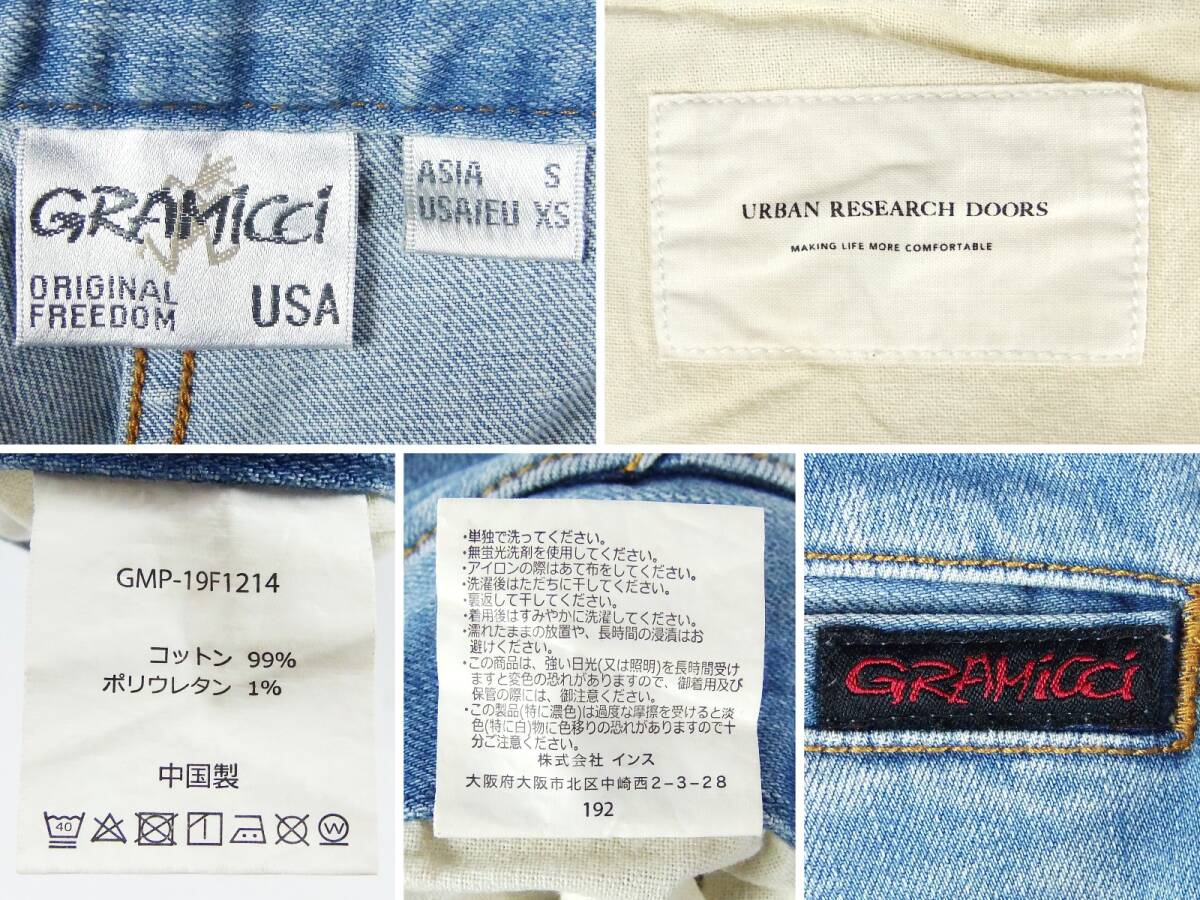 GRAMiCCi
ORIGINAL
FREEDOM USA
ASIA S
USA/EU XS
URBAN RESEARCH DOORS
MAKING LIFE MORE COMFORTABLE
GMP-19F1214
コットン 99%
ポリウレタン 1%
中国製
40
W
・単独で洗ってください。
・無蛍光洗剤を使用してください。
・アイロンの際はあて布をしてください。
・洗濯後はただちに干してください。
・裏返して干してください。
・着用後はすみやかに洗濯してください。
・濡れたままの放置や、長時間の浸漬はお
避けください。
・この商品は、強い日光(又は照明)を長時間受け
ますと変色の恐れがありますので、御着用及び
保管の際には、御注意ください。
・この製品(特に濃色)は過度な摩擦を受けると淡
色(特に白)物に色移りの恐れがありますので十
分ご注意ください。
株式会社 インス
大阪府大阪市北区中崎西2-3-28
192
GRAMiCCi